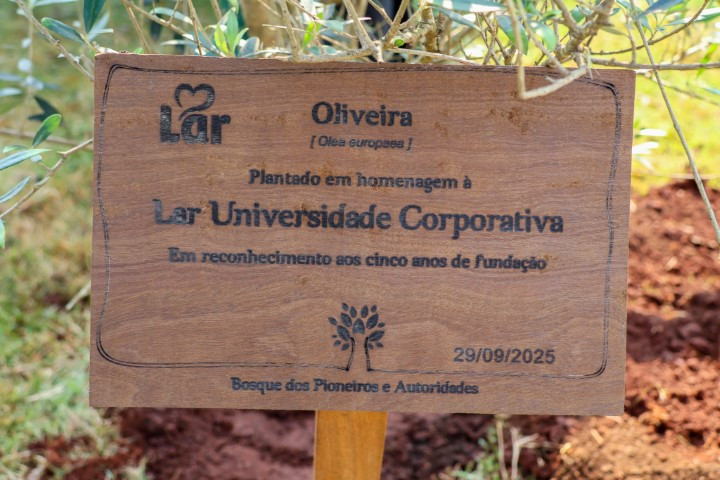 Lar
Oliveira
[ Olea europaea ]
Plantado em homenagem à
Lar Universidade Corporativa
Em reconhecimento aos cinco anos de fundação
29/09/2025
Bosque dos Pioneiros e Autoridades